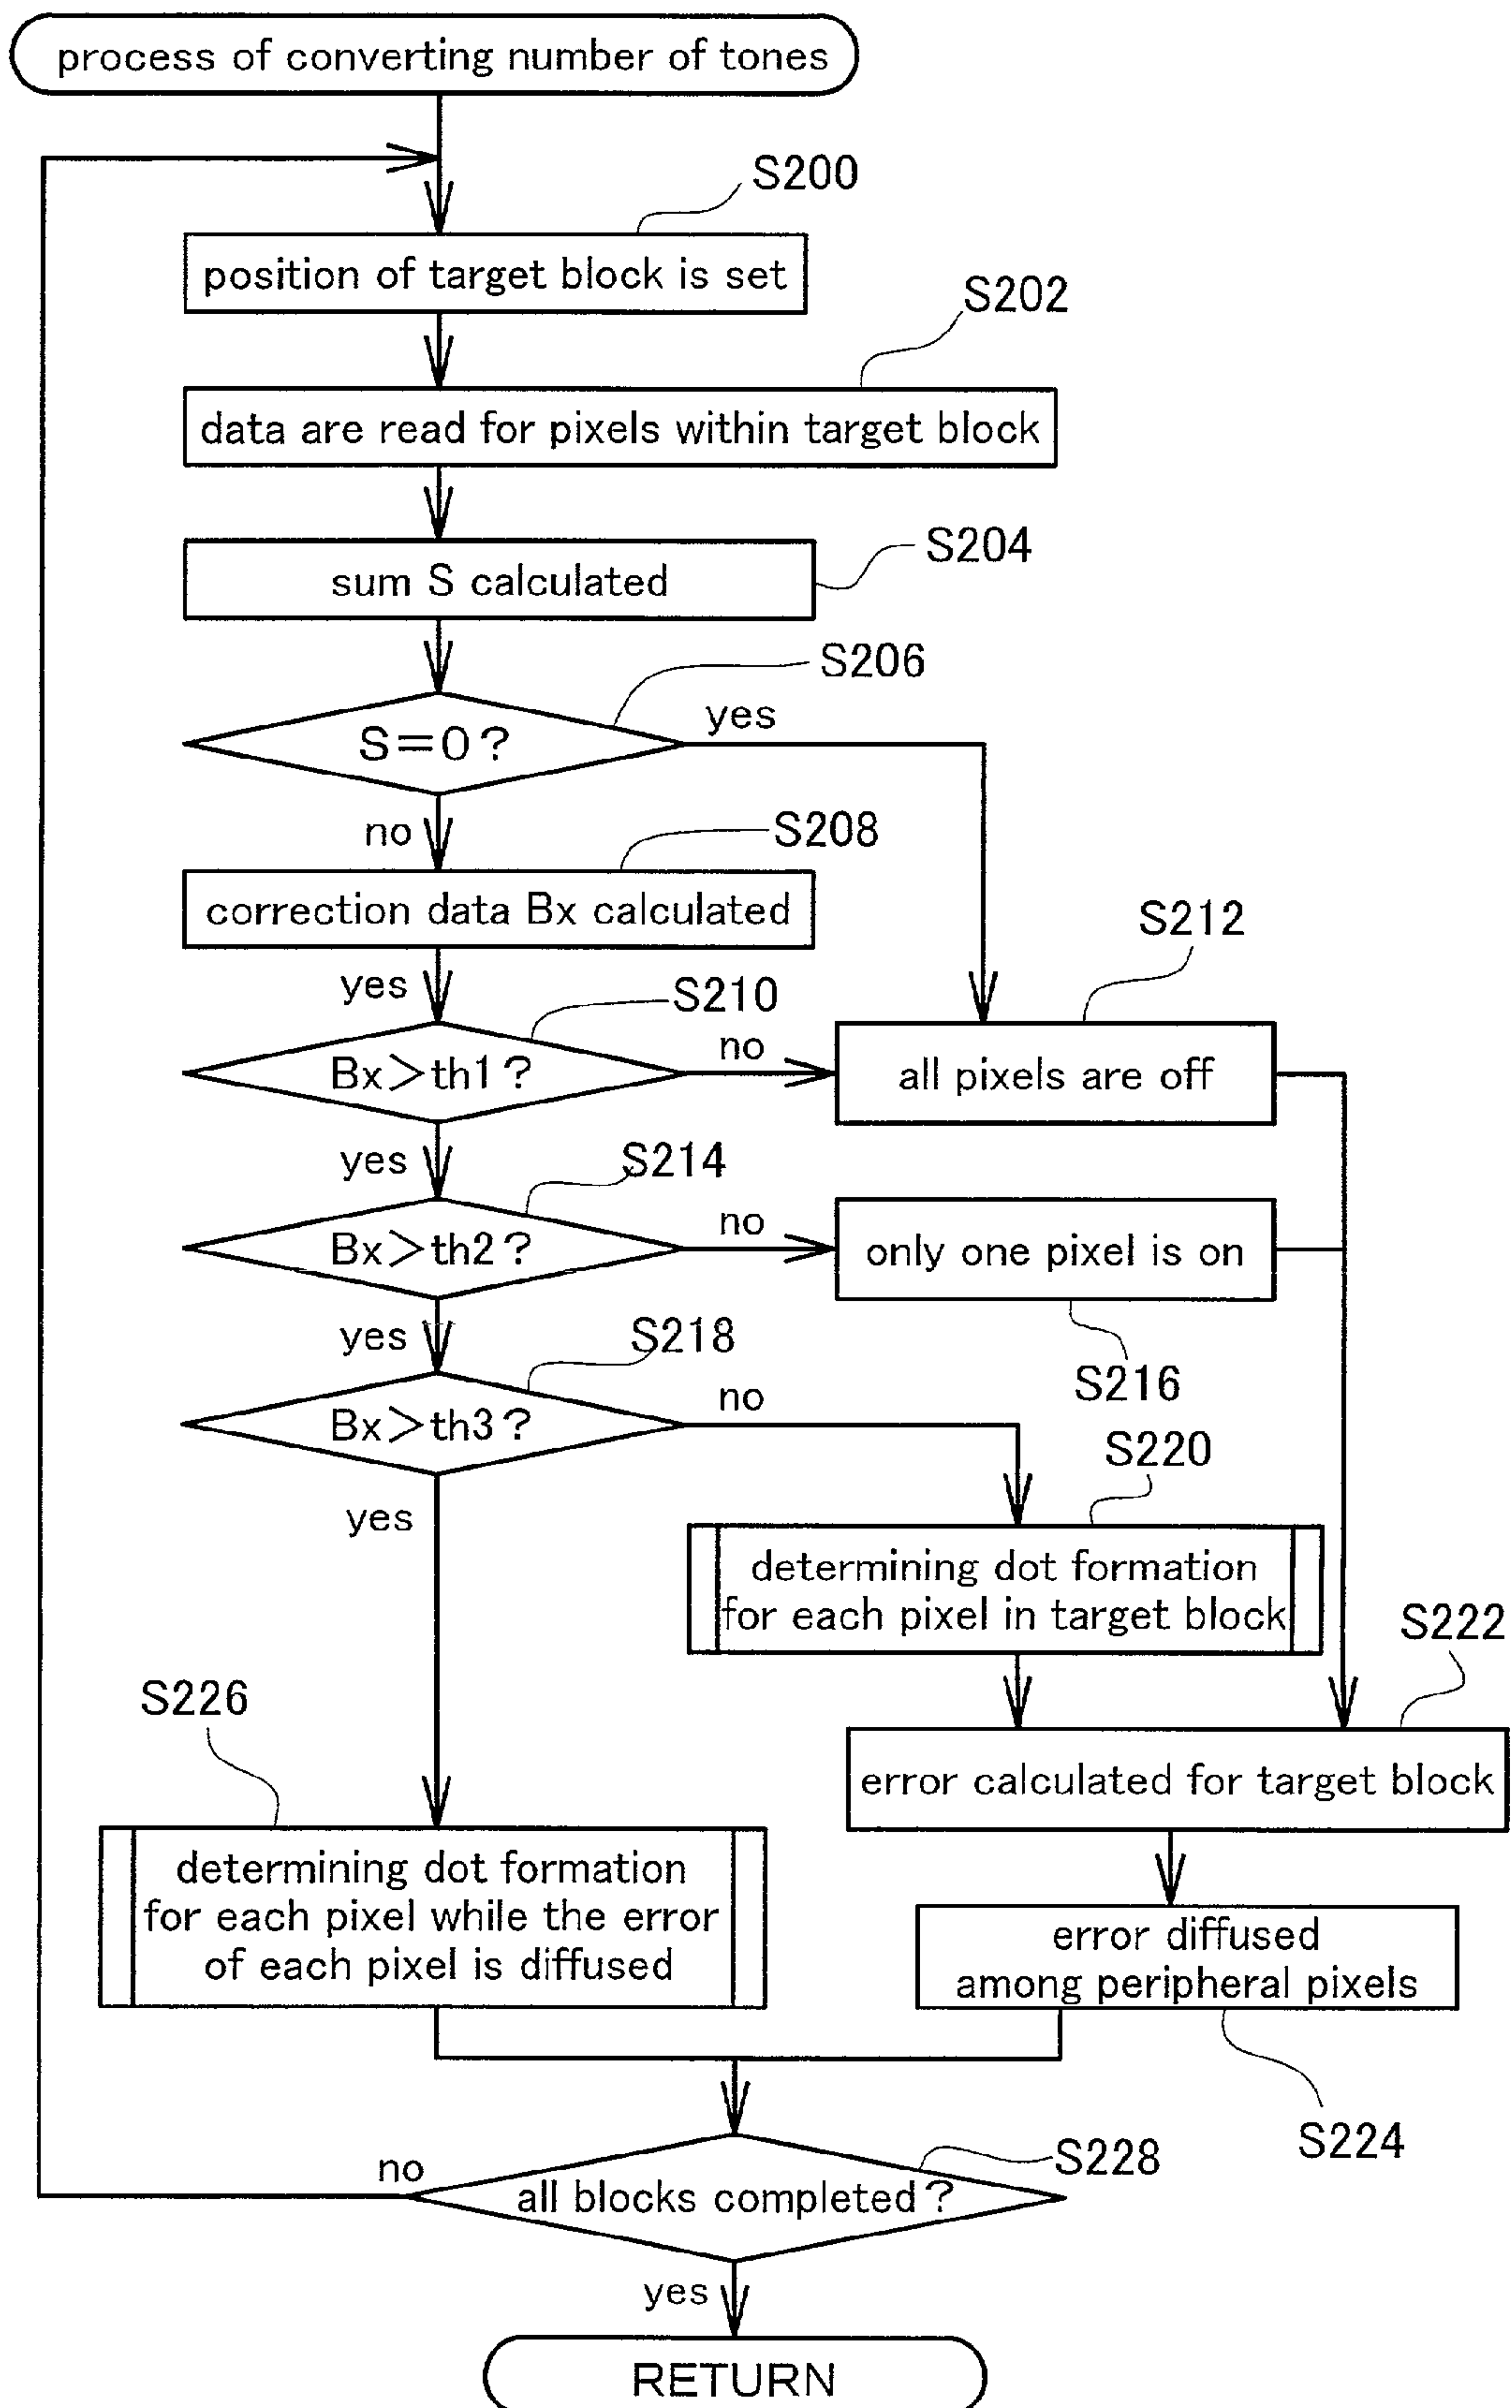 process of converting number of tones
S200
position of target block is set
S202
data are read for pixels within target block
S204
sum S calculated
S206
S=0?
yes
no
S208
correction data Bx calculated
S212
yes
S210
Bx>th1?
no
all pixels are off
yes
S214
Bx>th2?
no
only one pixel is on
yes
S218
S216
Bx>th3?
no
S220
yes
determining dot formation
for each pixel in target block
S222
S226
error calculated for target block
determining dot formation
for each pixel while the error
of each pixel is diffused
error diffused
among peripheral pixels
S224
S228
no
all blocks completed?
yes
RETURN